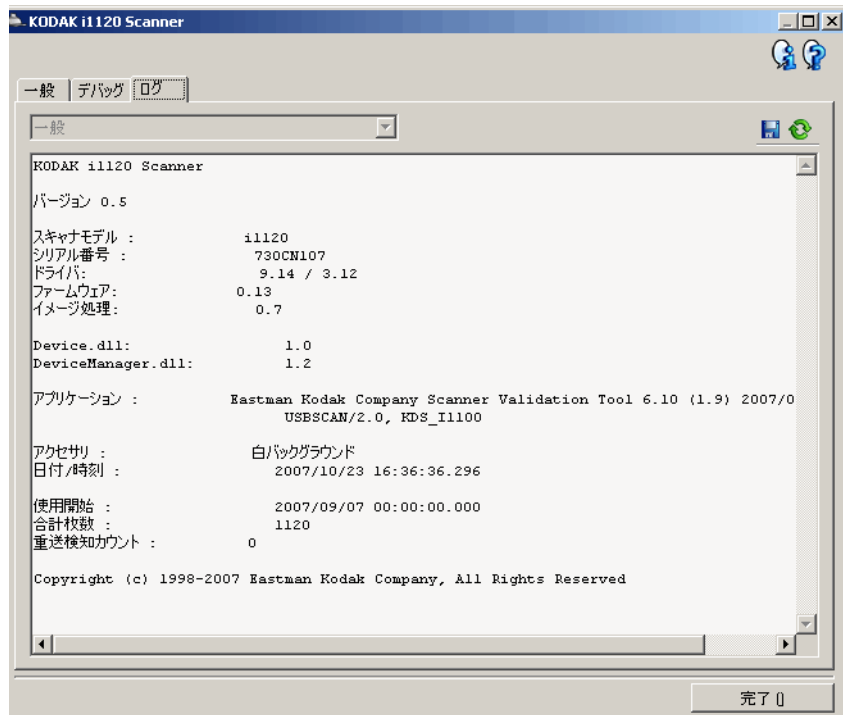 KODAK i1120 Scanner
一般 デバッグ ログ
一般
KODAK i1120 Scanner
バージョン 0.5
スキャナモデル : i1120
シリアル番号 : 730CN107
ドライバ: 9.14 / 3.12
ファームウェア: 0.13
イメージ処理: 0.7
Device.dll: 1.0
DeviceManager.dll: 1.2
アプリケーション : Eastman Kodak Company Scanner Validation Tool 6.10 (1.9) 2007/0
USBSCAN/2.0, KDS_I1100
アクセサリ : 白バックグラウンド
日付/時刻 : 2007/10/23 16:36:36.296
使用開始 : 2007/09/07 00:00:00.000
合計枚数 : 1120
重送検知カウント : 0
Copyright (c) 1998-2007 Eastman Kodak Company, All Rights Reserved
完了 ()